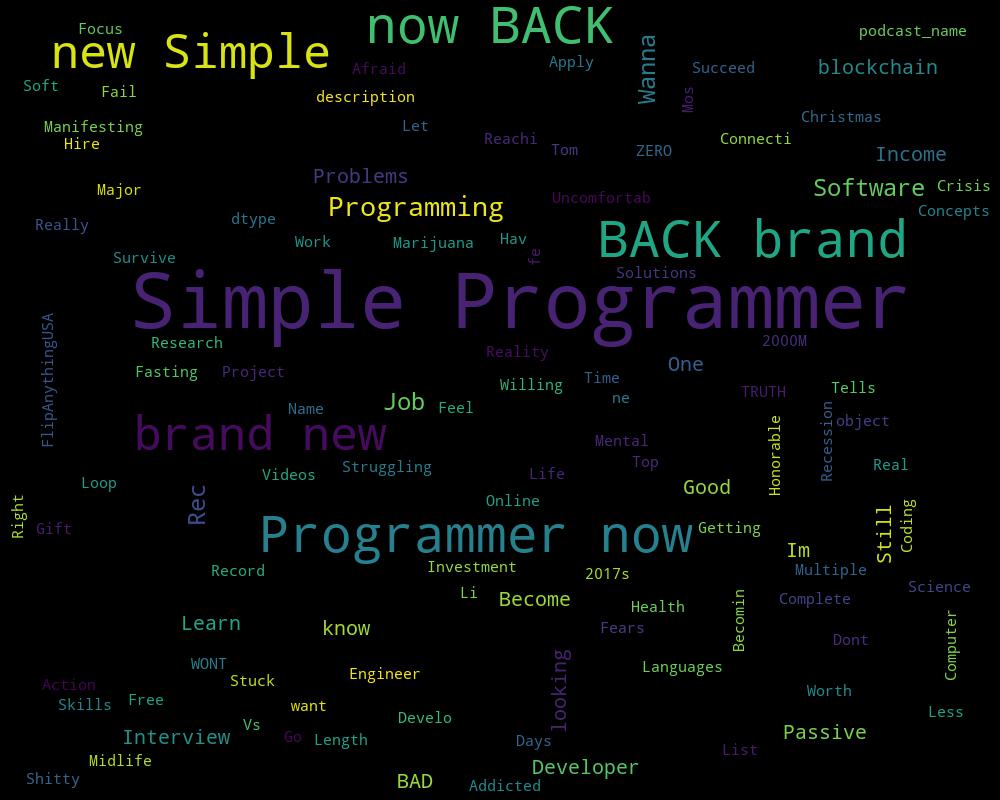 now BACK
Focus
new Simple
podcast_name
Wanna
Afraid
Apply
Succeed
blockchain
Soft
Fail
description
Mos
Manifesting
Let
Christmas
Hire
Reachi
Tom
ZERO
Connecti
Income
Problems
Major
Programming
Uncomfortab
Software
Crisis
Really
dtype
Concepts
Work
Marijuana
Hav
fe
BACK brand
Survive
Solutions
Simple Programmer
FlipAnythingUSA
Research
Reality
2000M
Fasting
Project
Willing
Time
One
ne
TRUTH
Tells
Name
Job
Feel
Honorable
Recession
object
brand new
Mental
Struggling
Top
Real
Loop
Videos
Life
Good
Rec
Right
Gift
Online
Programmer now
Getting
Still
Coding
Im
Record
Investment
2017s
Multiple
Li
Become
Health
Becomin
Complete
Science
Learn
know
Fears
Dont
Computer
WONT
Stuck
Engineer
looking
Languages
Action
Skills
Free
want
Worth
Vs
Develo
Less
Interview
Go
Length
Days
Passive
Midlife
List
Shitty
BAD
Addicted
Developer